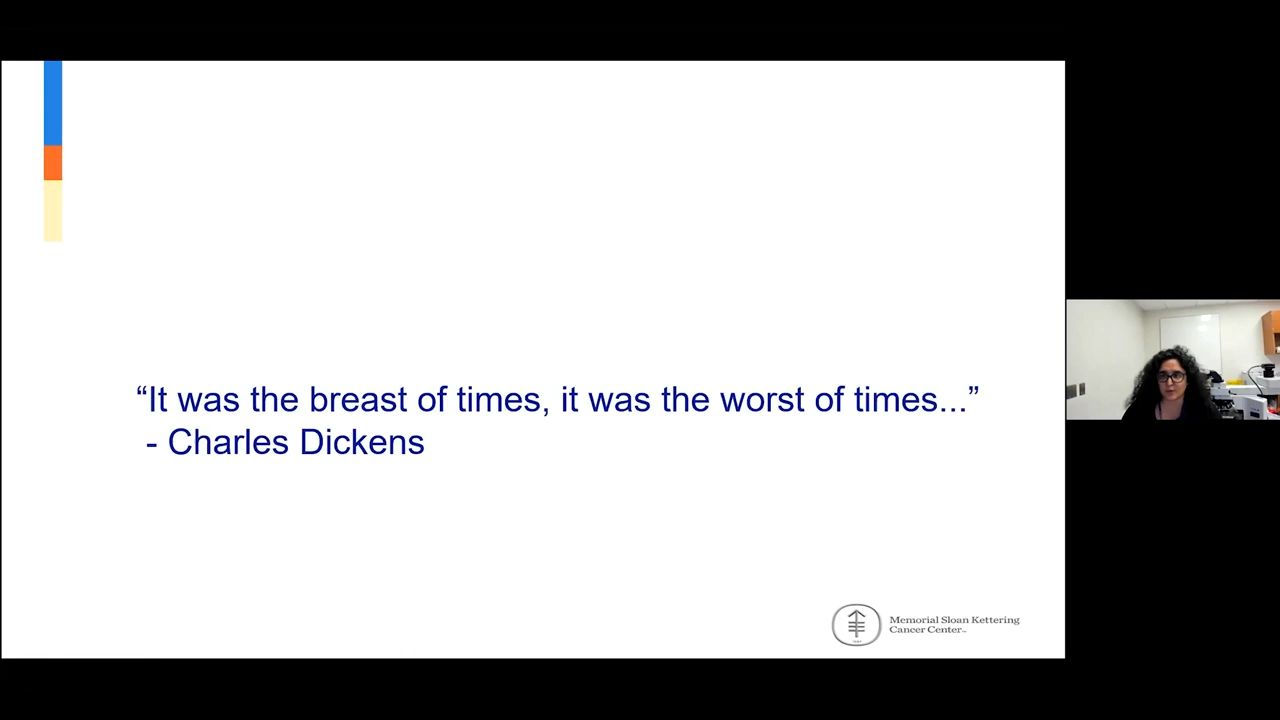 “It was the breast of times, it was the worst of times...”
- Charles Dickens
Memorial Sloan Kettering
Cancer Center